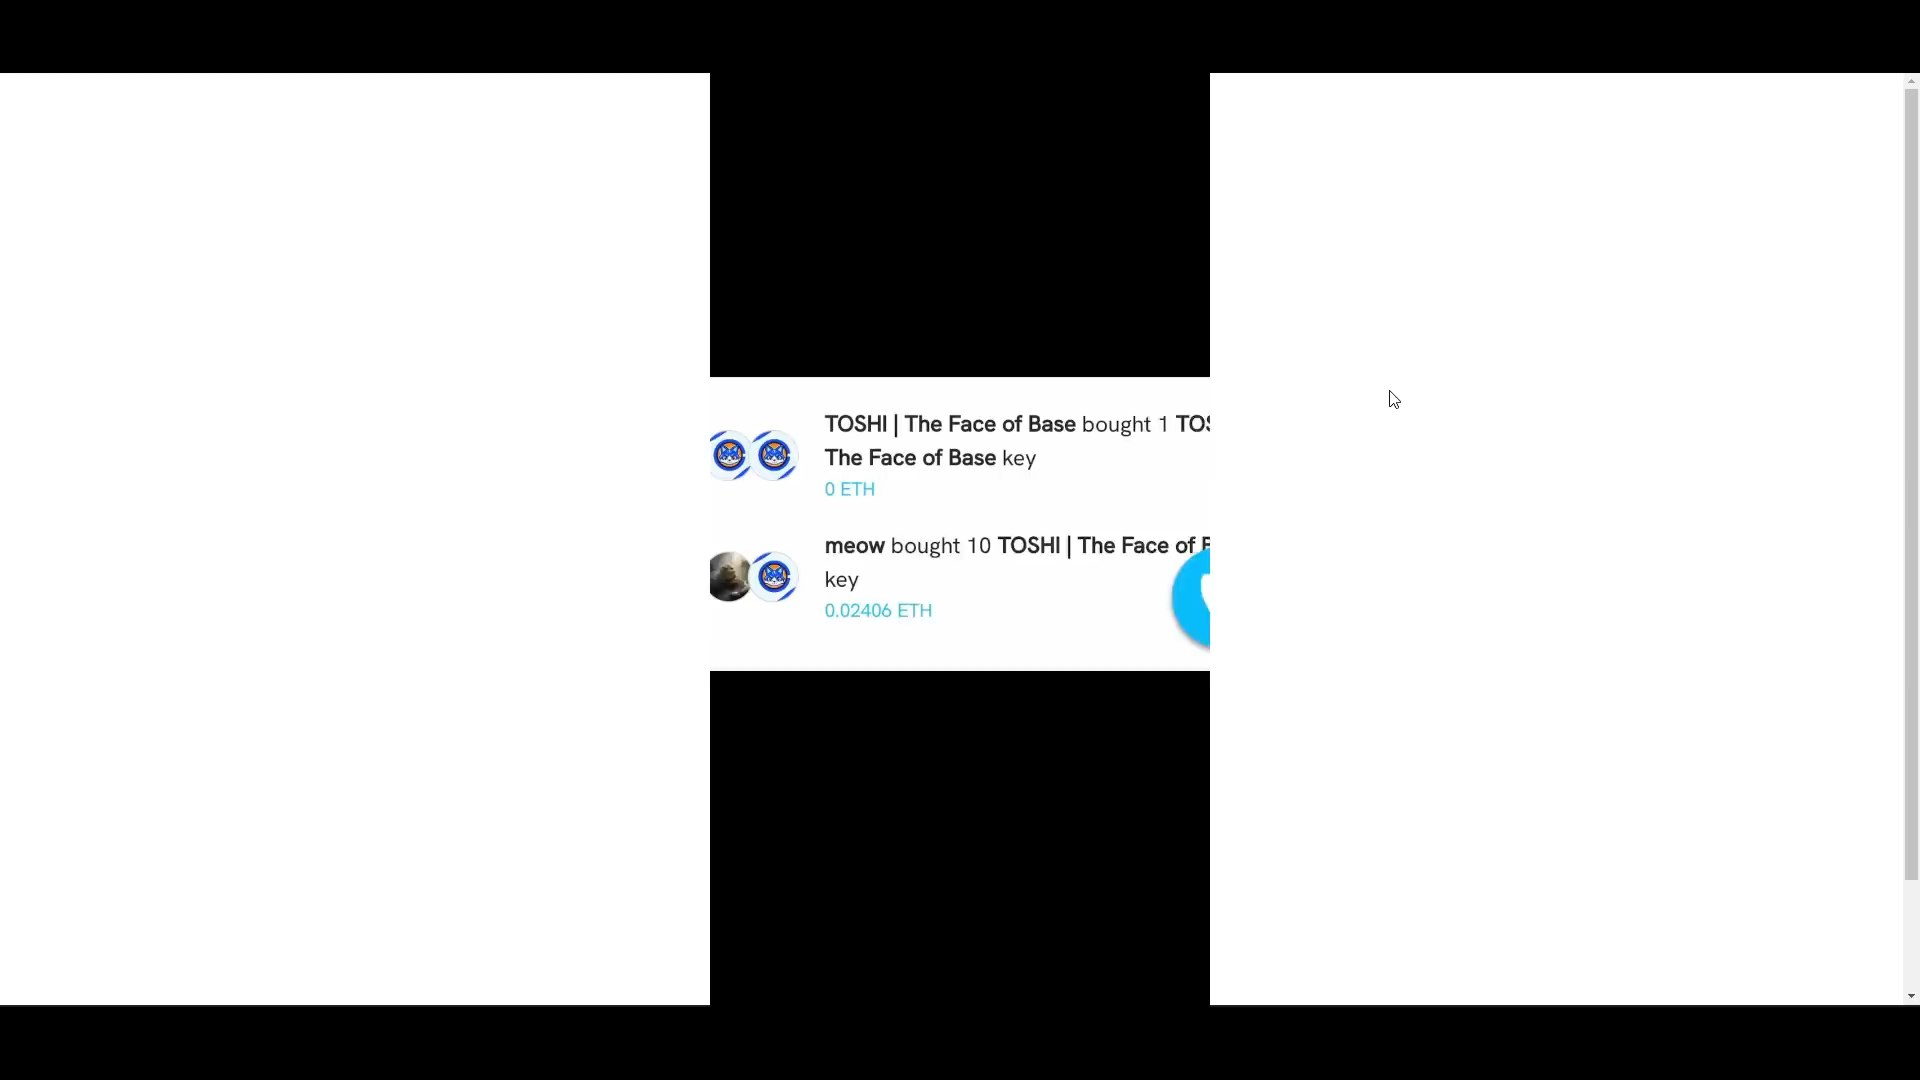 TOSHI | The Face of Base bought 1
The Face of Base key
0 ETH
meow bought 10 TOSHI | The Face of
key
0.02406 ETH